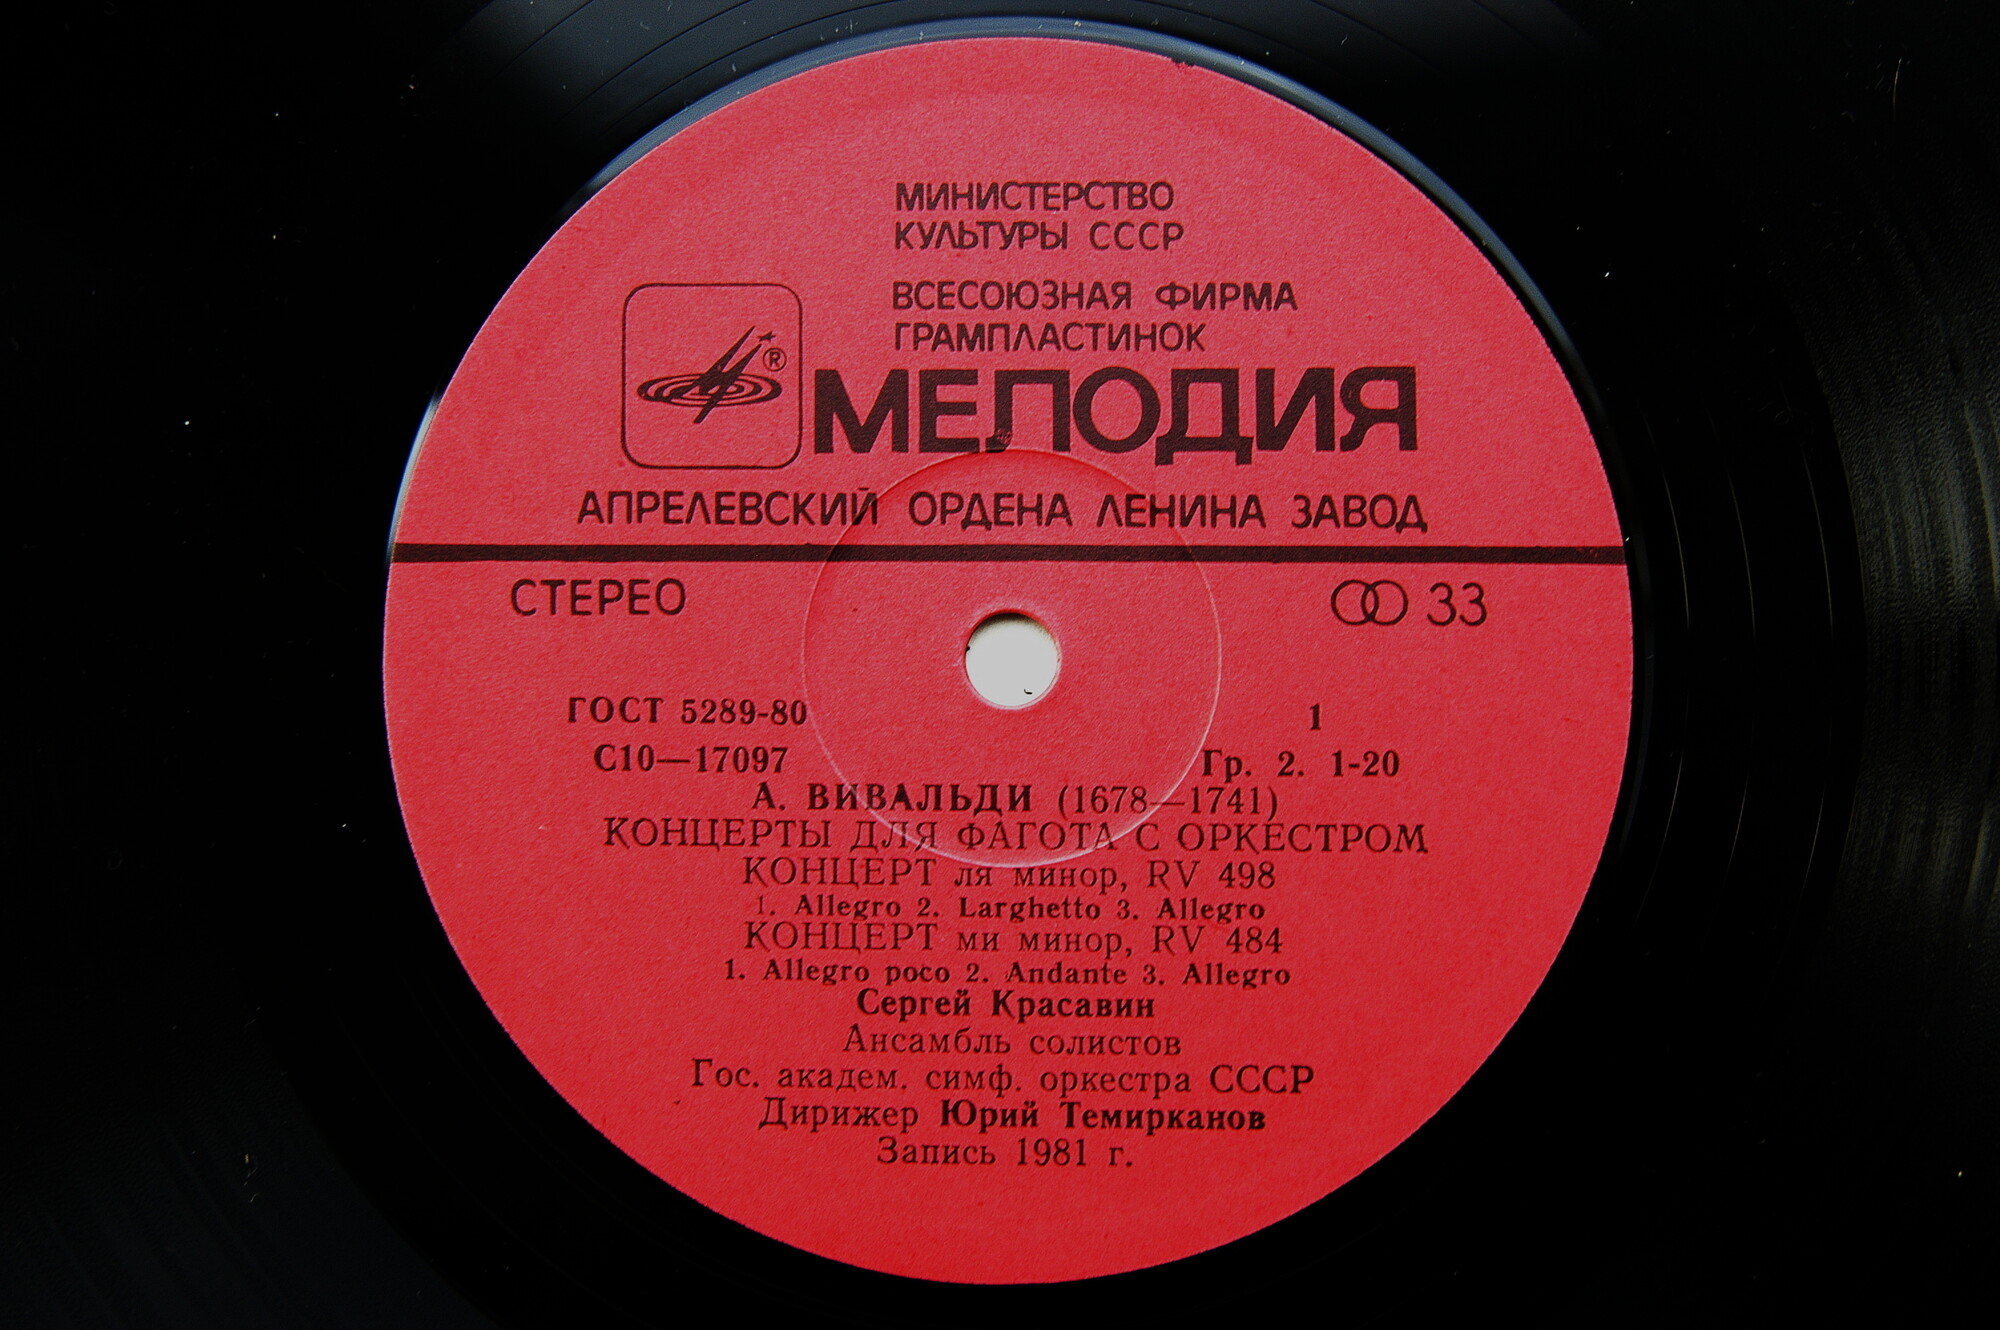 МИНИСТЕРСТВО
КУЛЬТУРЫ СССР
ВСЕСОЮЗНАЯ ФИРМА
ГРАМПЛАСТИНОК
®
МЕЛОДИЯ
АПРЕЛЕВСКИЙ ОРДЕНА ЛЕНИНА ЗАВОД
СТЕРЕО 33
ГОСТ 5289-80 1
С10—17097 Гр. 2. 1-20
А. ВИВАЛЬДИ (1678—1741)
КОНЦЕРТЫ ДЛЯ ФАГОТА С ОРКЕСТРОМ
КОНЦЕРТ ля минор, RV 498
1. Allegro 2. Larghetto 3. Allegro
КОНЦЕРТ ми минор, RV 484
1. Allegro poco 2. Andante 3. Allegro
Сергей Красавин
Ансамбль солистов
Гос. академ. симф. оркестра СССР
Дирижер Юрий Темирканов
Запись 1981 г.